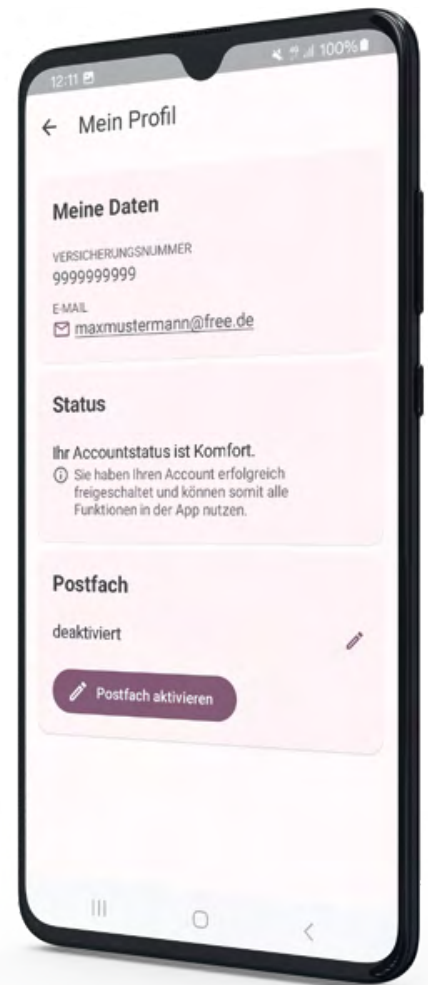 12:11
100%
Mein Profil
Meine Daten
VERSICHERUNGSNUMMER
9999999999
E-MAIL
maxmustermann@free.de
Status
Ihr Accountstatus ist Komfort.
Sie haben Ihren Account erfolgreich
freigeschaltet und können somit alle
Funktionen in der App nutzen.
Postfach
deaktiviert
Postfach aktivieren